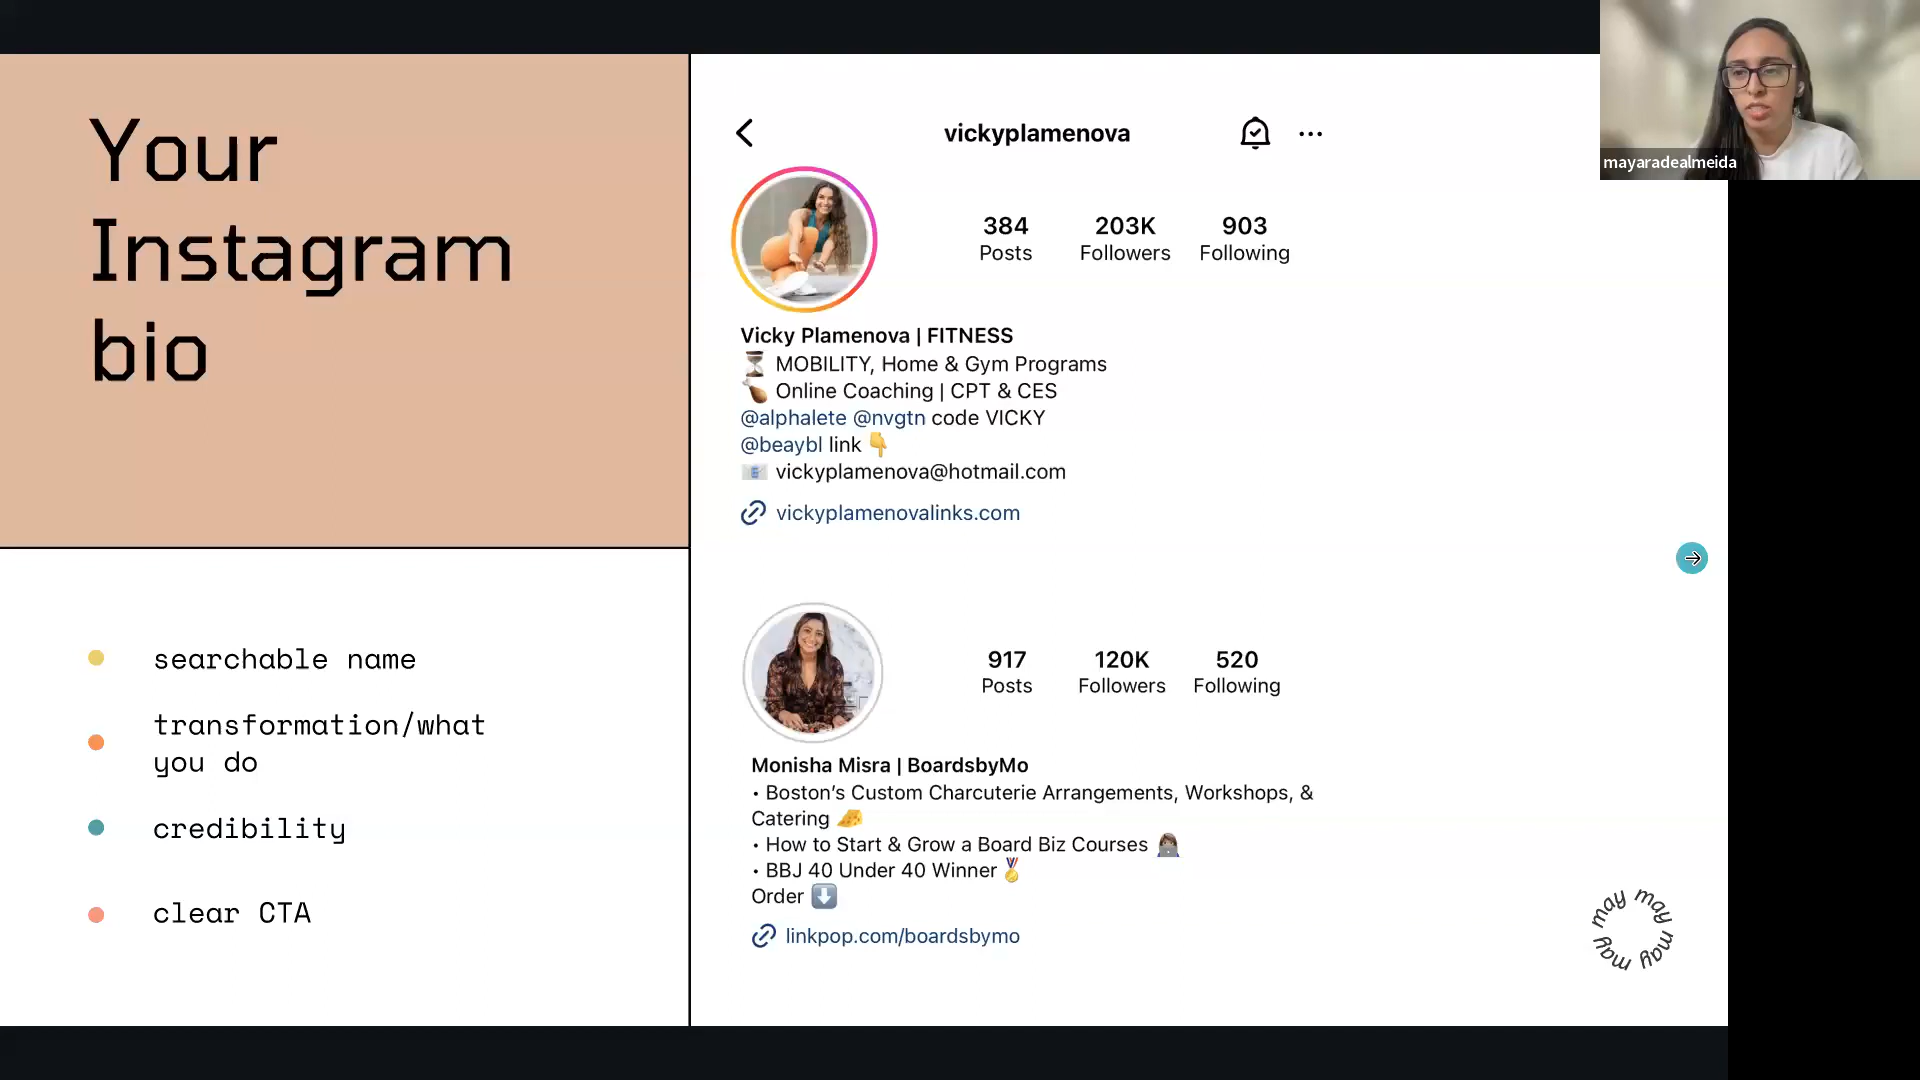 Your
Instagram
bio
searchable name
transformation/what
you do
credibility
clear CTA
vickyplamenova
384
Posts
203K
Followers
903
Following
Vicky Plamenova | FITNESS
MOBILITY, Home & Gym Programs
Online Coaching | CPT & CES
@alphalete @nvgtn code VICKY
@beaybl link
vickyplamenova@hotmail.com
vickyplamenovalinks.com
917
Posts
120K
Followers
520
Following
Monisha Misra | BoardsbyMo
• Boston’s Custom Charcuterie Arrangements, Workshops, &
Catering
• How to Start & Grow a Board Biz Courses
• BBJ 40 Under 40 Winner
Order
linkpop.com/boardsbymo
may may may may
mayaradealmeida